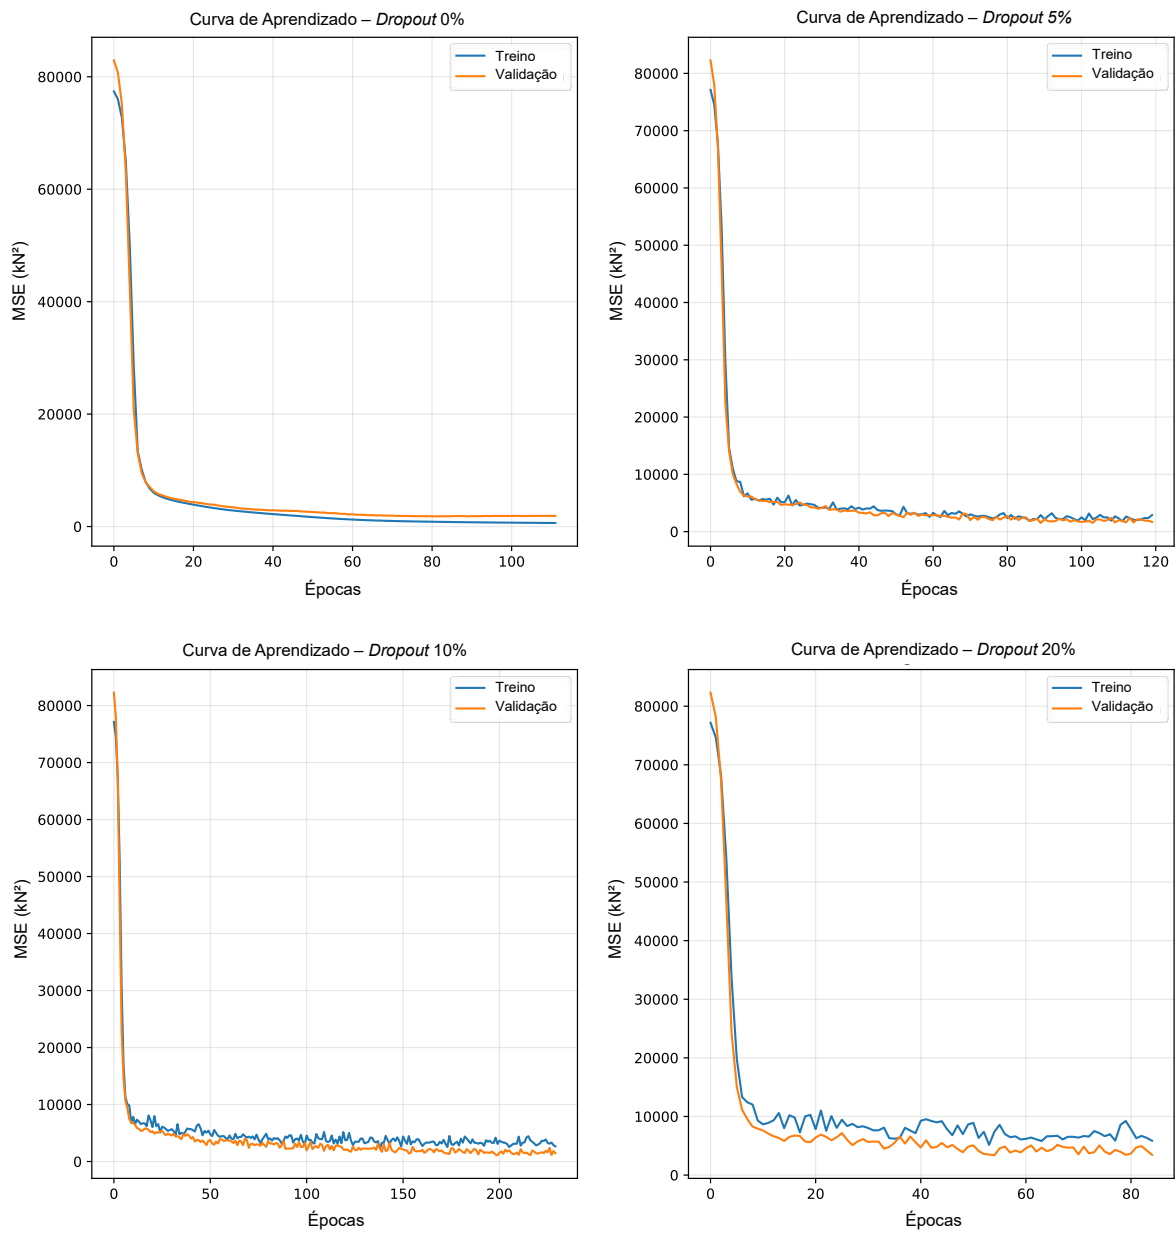 Curva de Aprendizado – Dropout 0%
Treino
Validação
80000
60000
40000
20000
0
MSE (kN²)
0 20 40 60 80 100
Épocas
Curva de Aprendizado – Dropout 5%
Treino
Validação
80000
70000
60000
50000
40000
30000
20000
10000
0
MSE (kN²)
0 20 40 60 80 100 120
Épocas
Curva de Aprendizado – Dropout 10%
Treino
Validação
80000
70000
60000
50000
40000
30000
20000
10000
0
MSE (kN²)
0 50 100 150 200
Épocas
Curva de Aprendizado – Dropout 20%
Treino
Validação
80000
70000
60000
50000
40000
30000
20000
10000
0
MSE (kN²)
0 20 40 60 80
Épocas